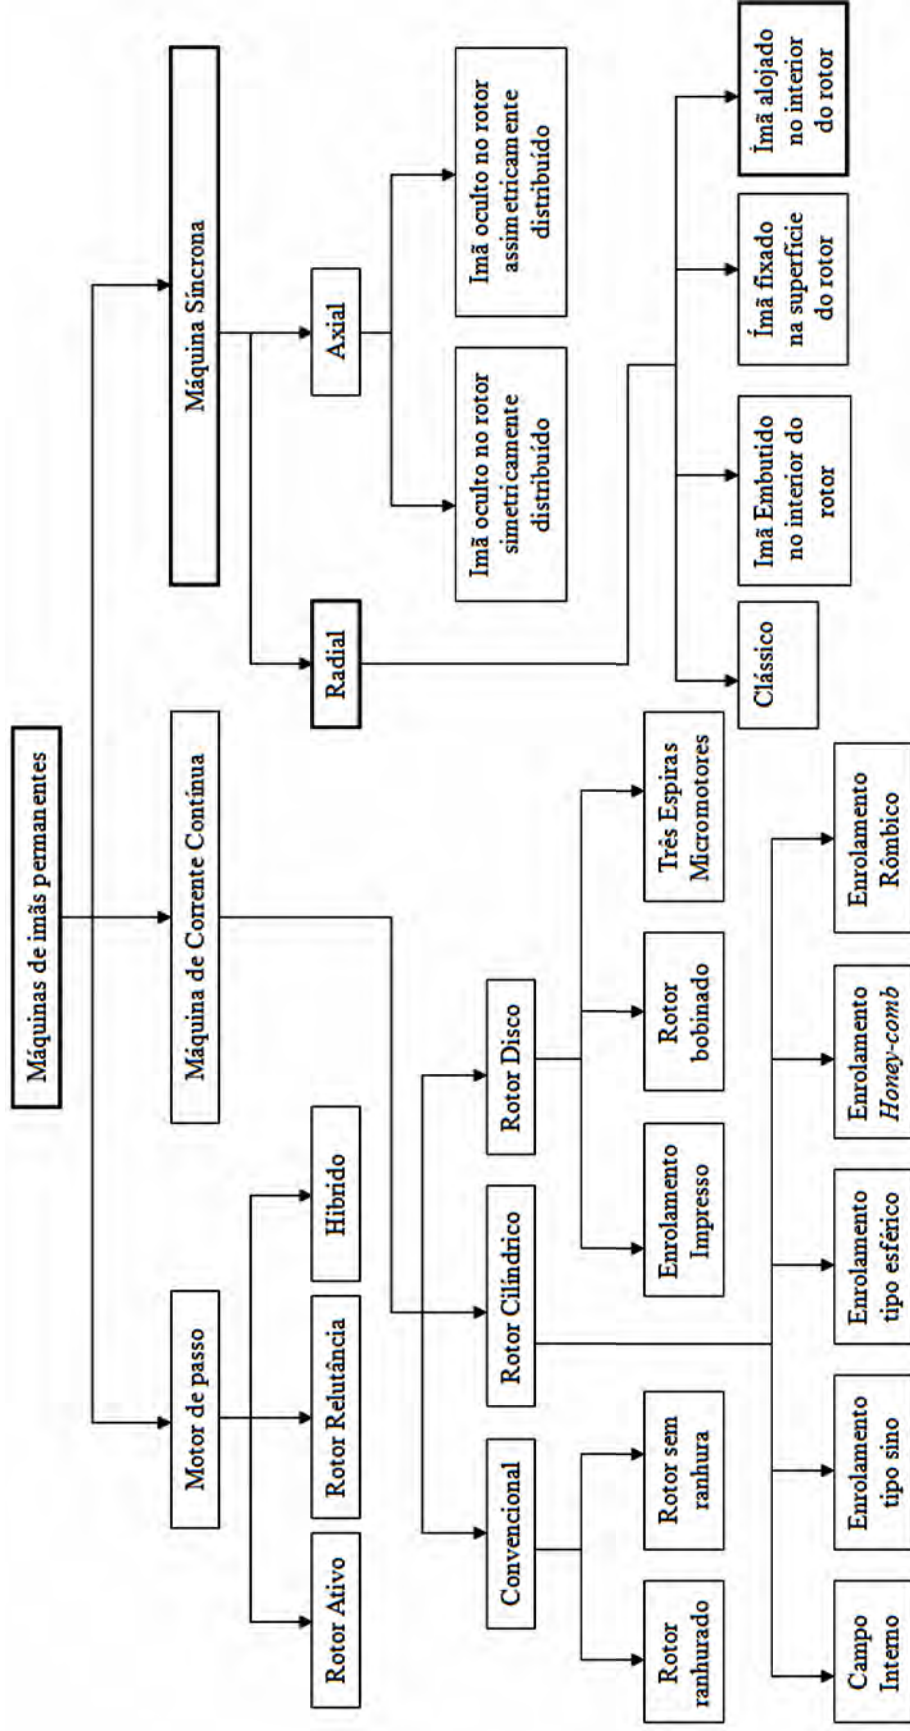 Máquinas de imãs permanentes
Motor de passo
Máquina de Corrente Contínua
Máquina Síncrona
Rotor Ativo
Rotor Relutância
Hibrido
Radial
Axial
Convencional
Rotor Cilíndrico
Rotor Disco
Imã oculto no rotor
simetricamente
distribuído
Imã oculto no rotor
assimetricamente
distribuído
Rotor
ranhurado
Rotor sem
ranhura
Enrolamento
Impresso
Rotor
bobinado
Três Espiras
Micromotores
Clássico
Imã Embutido
no interior do
rotor
Ímã fixado
na superfície
do rotor
Ímã alojado
no interior
do rotor
Campo
Interno
Enrolamento
tipo sino
Enrolamento
tipo esférico
Enrolamento
Honey-comb
Enrolamento
Rômbico